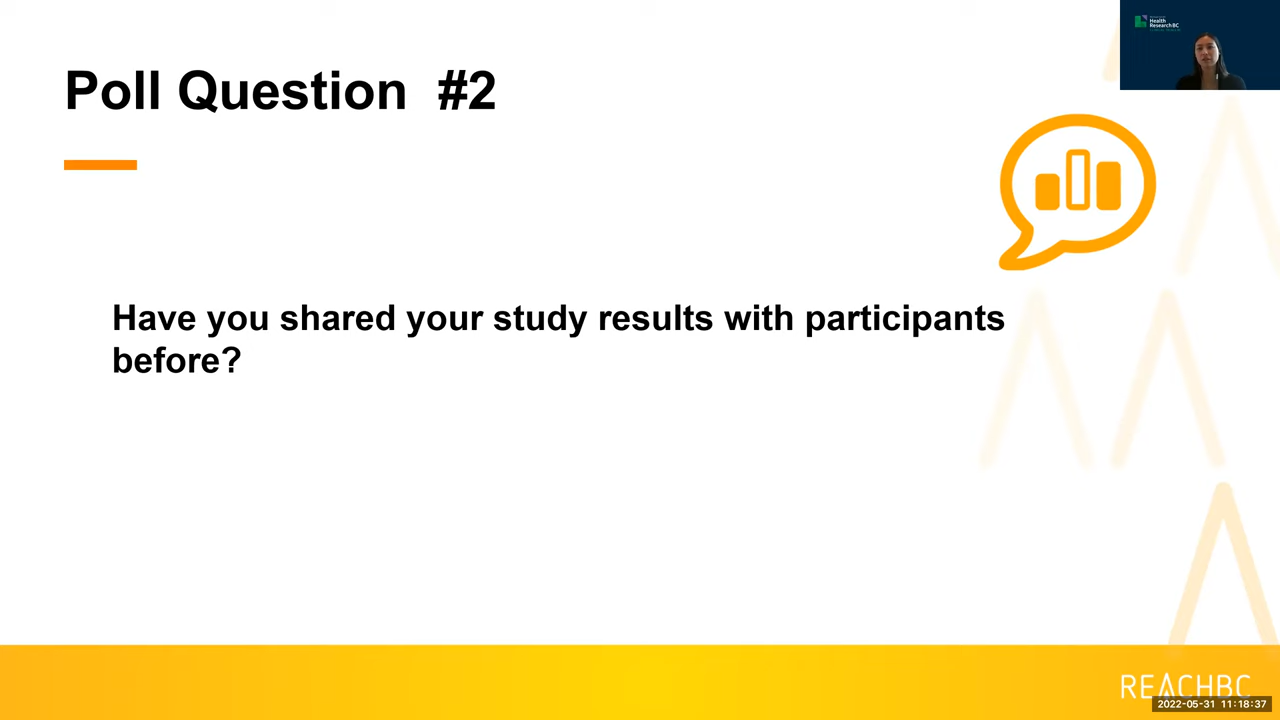 Poll Question #2
Health
Research BC
Have you shared your study results with participants
before?
REACHBC
2022-05-31 11:18:37